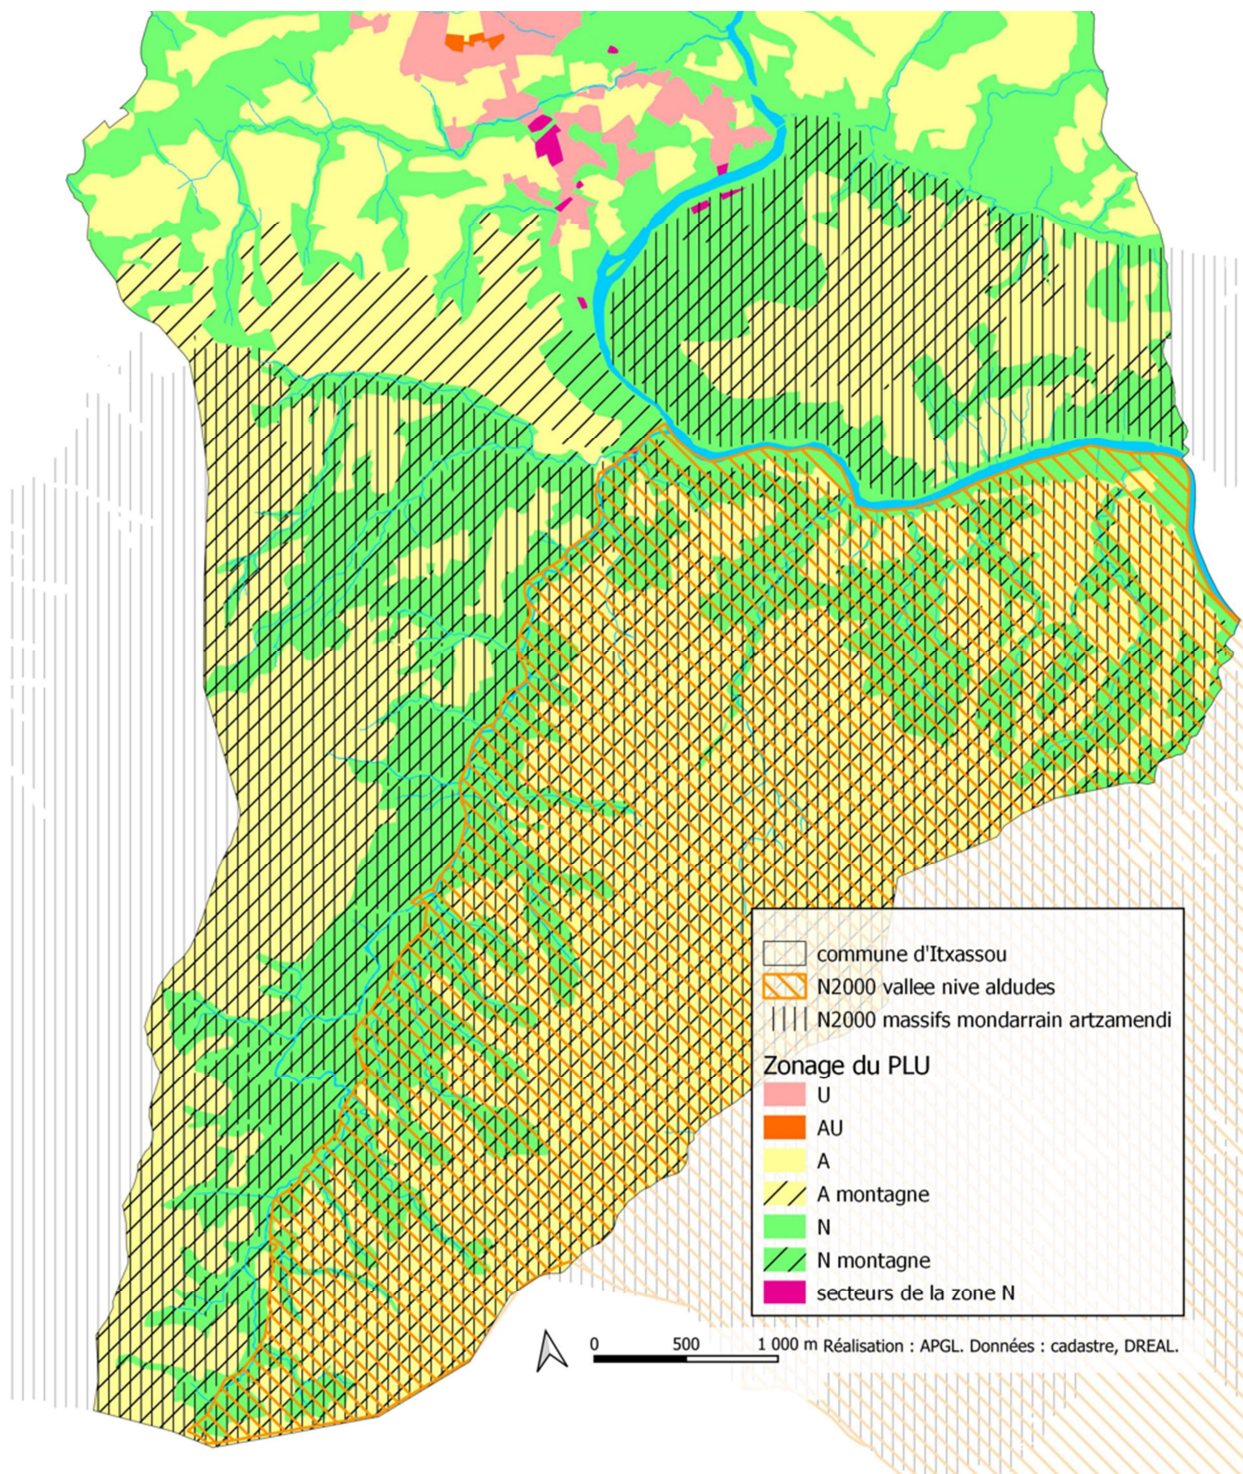 commune d'Itxassou
N2000 vallee nive aldudes
N2000 massifs mondarrain artzamendi
Zonage du PLU
U
AU
A
A montagne
N
N montagne
secteurs de la zone N
0 500 1 000 m Réalisation : APGL. Données : cadastre, DREAL.